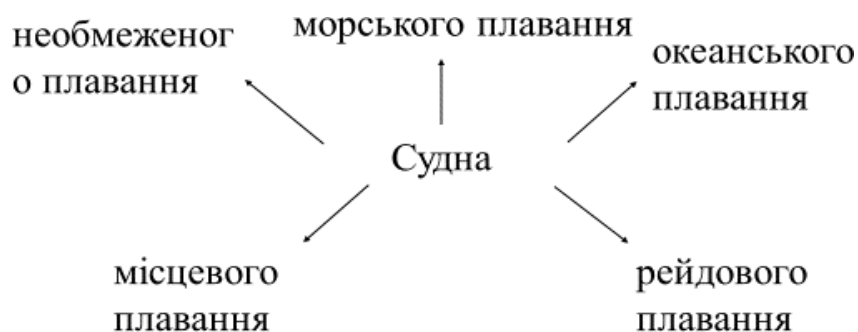 необмеженог
о плавання
морського плавання
океанського
плавання
Судна
місцевого
плавання
рейдового
плавання